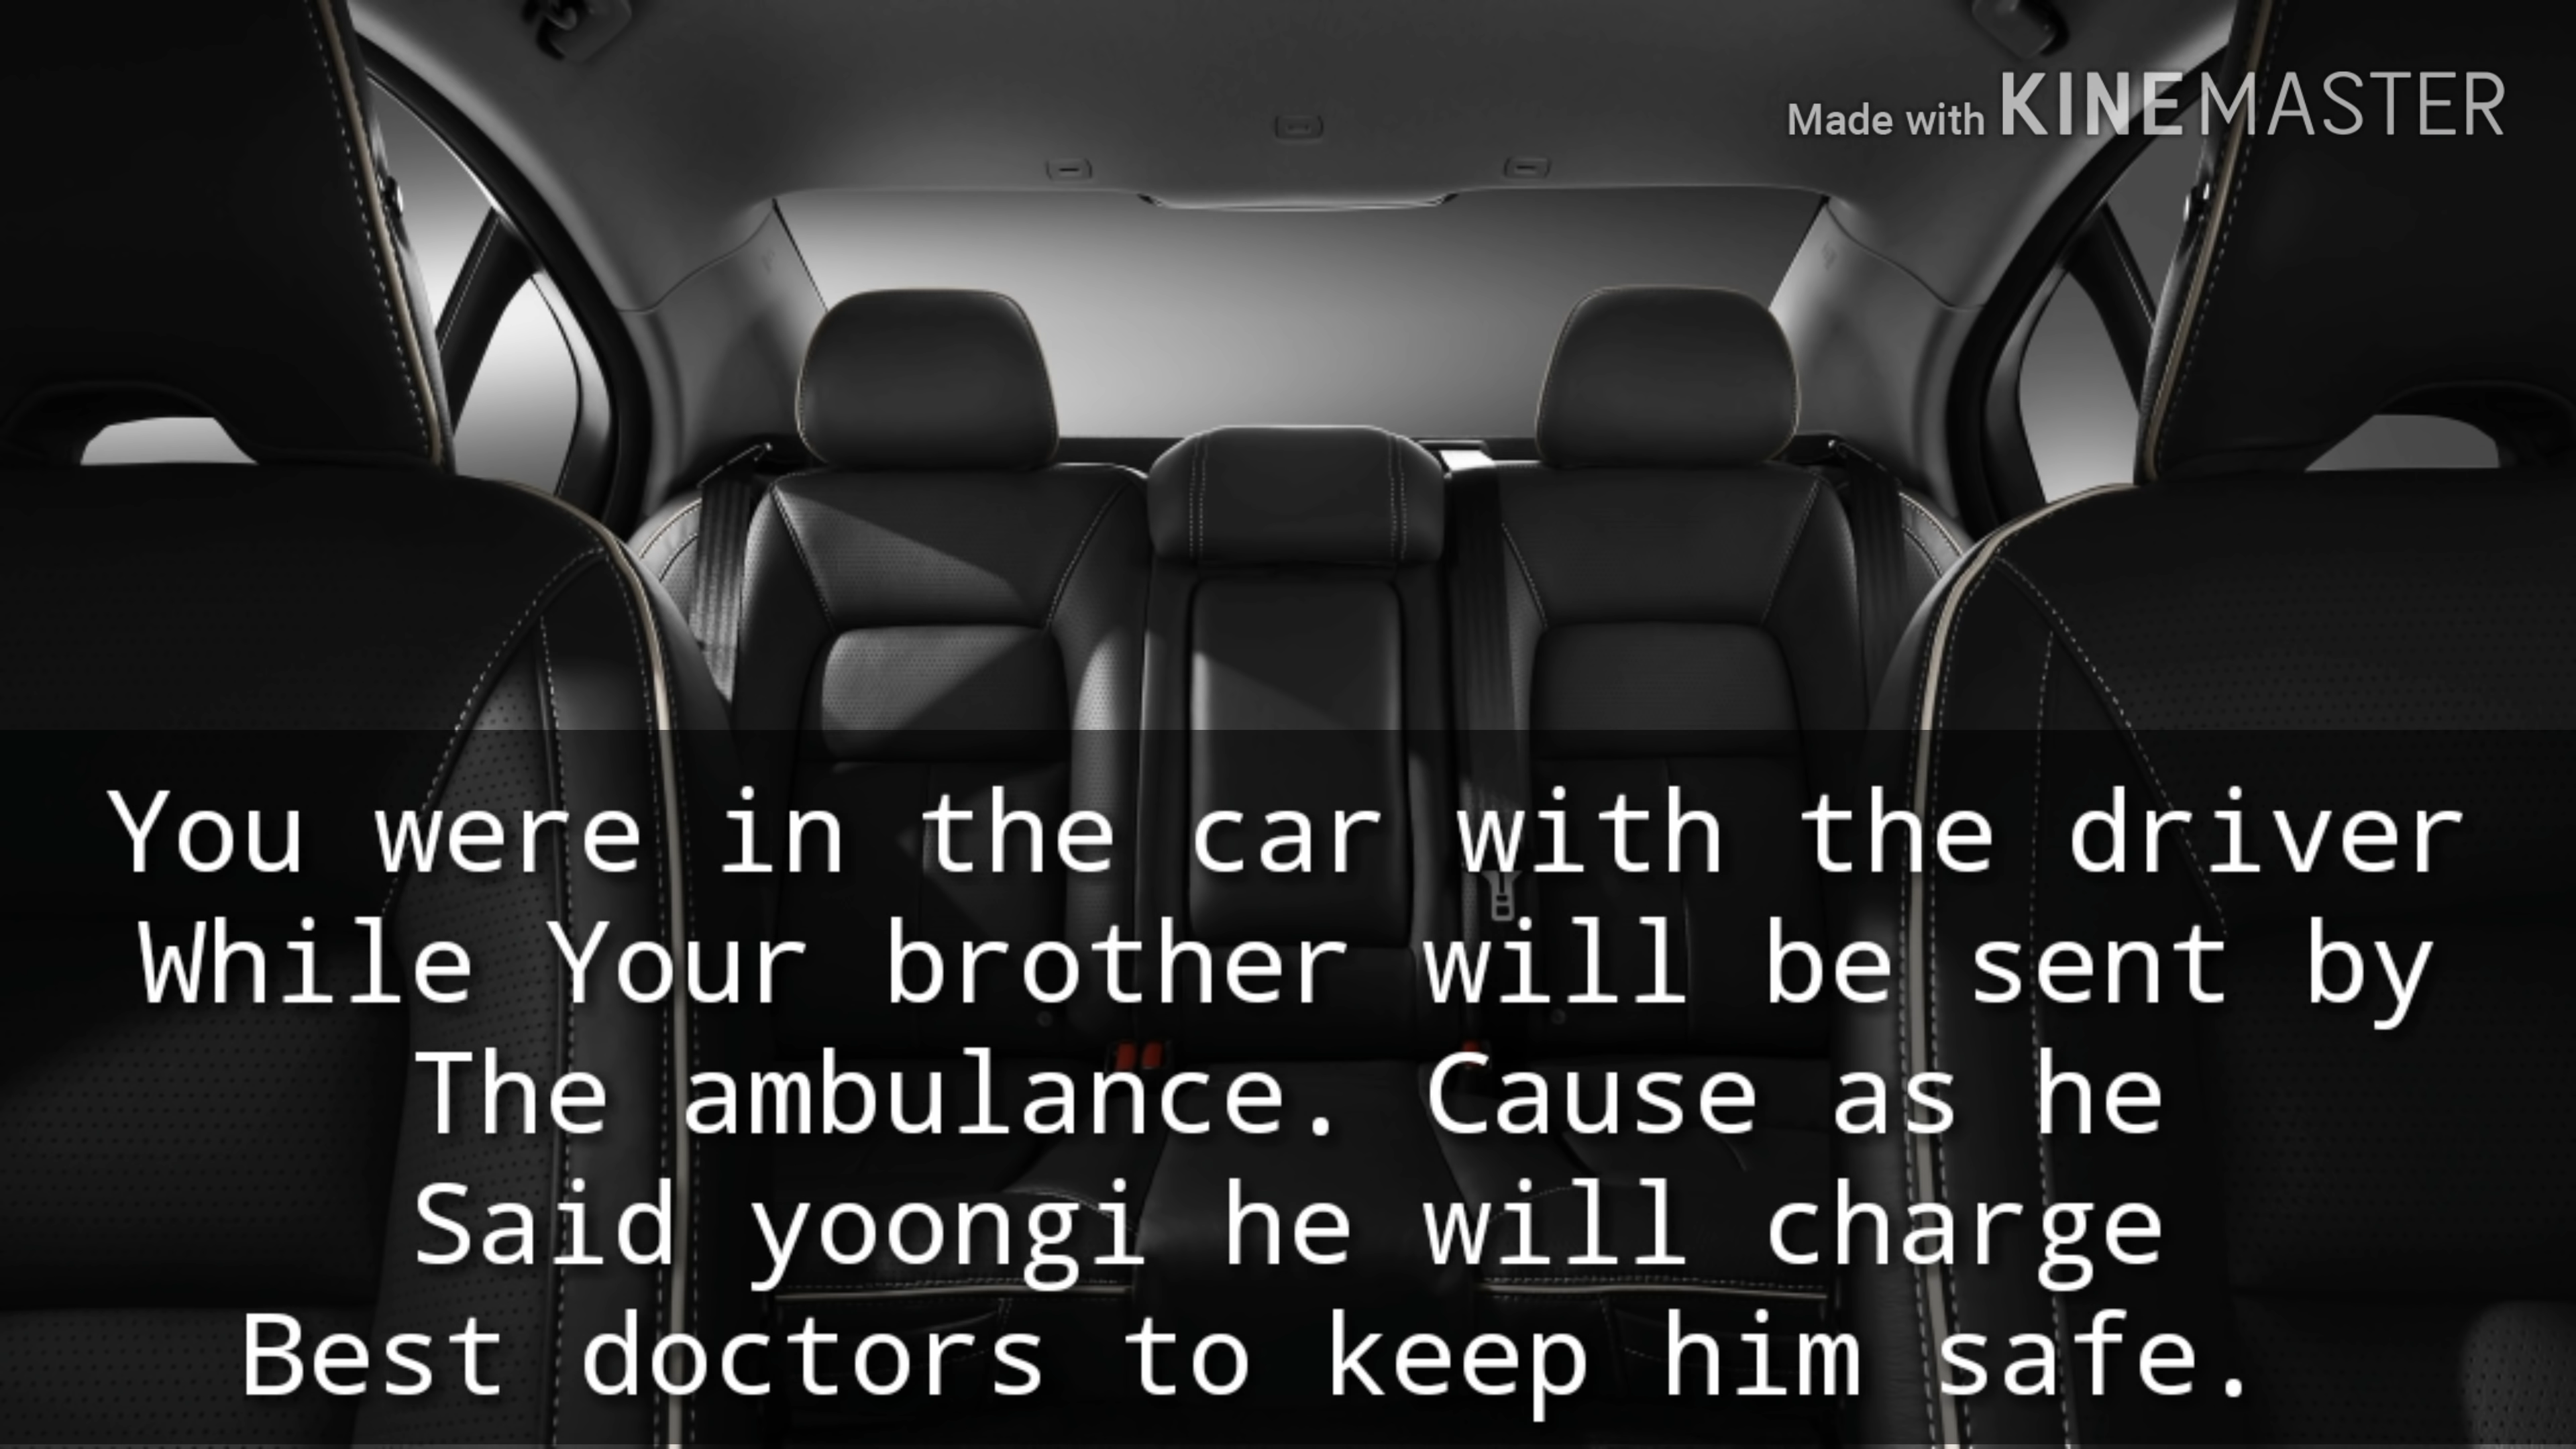 Made with KINEMASTER
You were in the car with the driver
While Your brother will be sent by
The ambulance. Cause as he
Said yoongi he will charge
Best doctors to keep him safe.